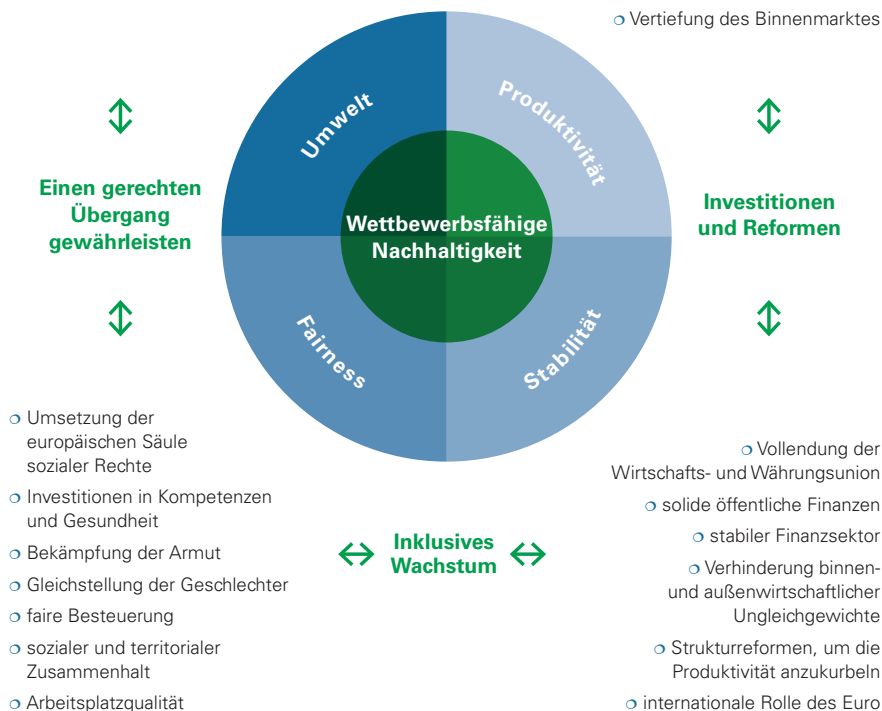 Vertiefung des Binnenmarktes
Umwelt
Produktivität
Einen gerechten
Übergang
gewährleisten
Wettbewerbsfähige
Nachhaltigkeit
Investitionen
und Reformen
Fairness
Stabilität
Umsetzung der
europäischen Säule
sozialer Rechte
Investitionen in Kompetenzen
und Gesundheit
Bekämpfung der Armut
Gleichstellung der Geschlechter
faire Besteuerung
sozialer und territorialer
Zusammenhalt
Arbeitsplatzqualität
Inklusives
Wachstum
Vollendung der
Wirtschafts- und Währungsunion
solide öffentliche Finanzen
stabiler Finanzsektor
Verhinderung binnen-
und außenwirtschaftlicher
Ungleichgewichte
Strukturreformen, um die
Produktivität anzukurbeln
internationale Rolle des Euro